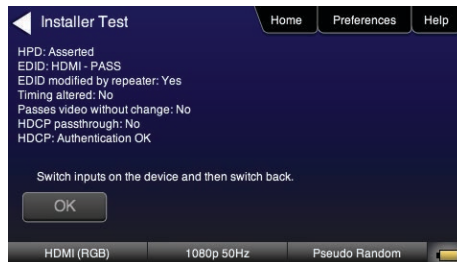 Installer Test
Home
Preferences
Help
HPD: Asserted
EDID: HDMI - PASS
EDID modified by repeater: Yes
Timing altered: No
Passes video without change: No
HDCP passthrough: No
HDCP: Authentication OK
Switch inputs on the device and then switch back.
OK
HDMI (RGB)
1080p 50Hz
Pseudo Random